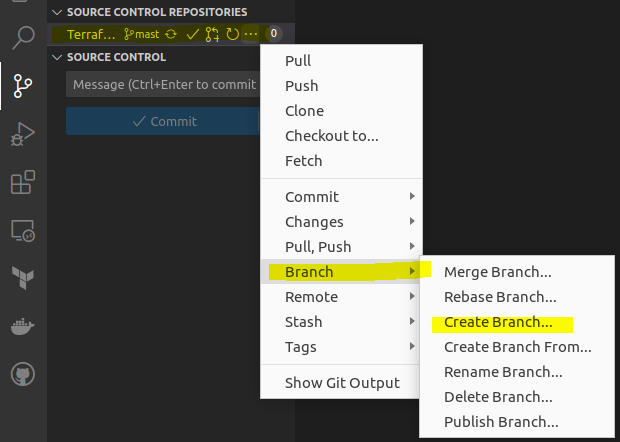 SOURCE CONTROL REPOSITORIES
Terraf... mast ... 0
SOURCE CONTROL
Message (Ctrl+Enter to commit
Commit
Pull
Push
Clone
Checkout to...
Fetch
Commit
Changes
Pull, Push
Branch
Remote
Stash
Tags
Show Git Output
Merge Branch...
Rebase Branch...
Create Branch...
Create Branch From...
Rename Branch...
Delete Branch...
Publish Branch...